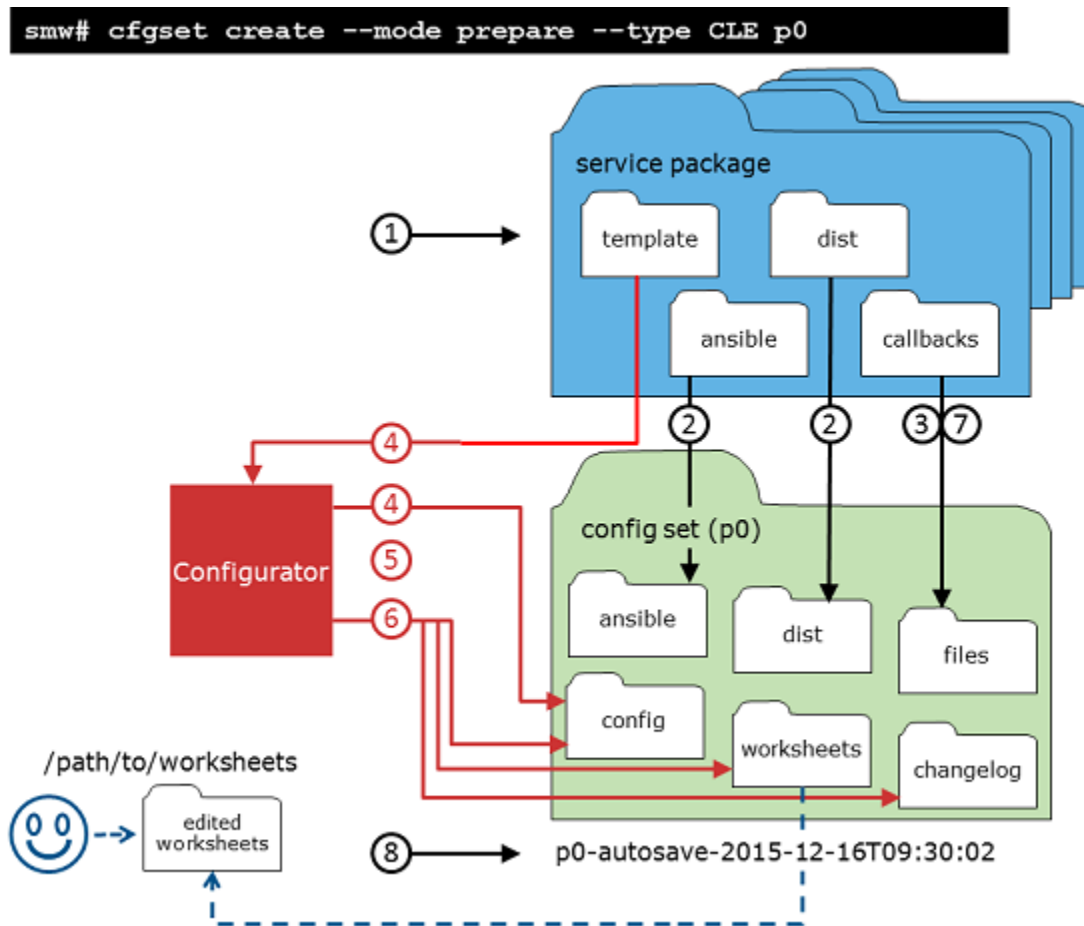 smw# cfgset create --mode prepare --type CLE p0
service package
1
template
dist
ansible
callbacks
2
2
3
7
4
4
config set (p0)
Configurator
5
6
ansible
dist
files
config
worksheets
changelog
/path/to/worksheets
edited
worksheets
8
p0-autosave-2015-12-16T09:30:02